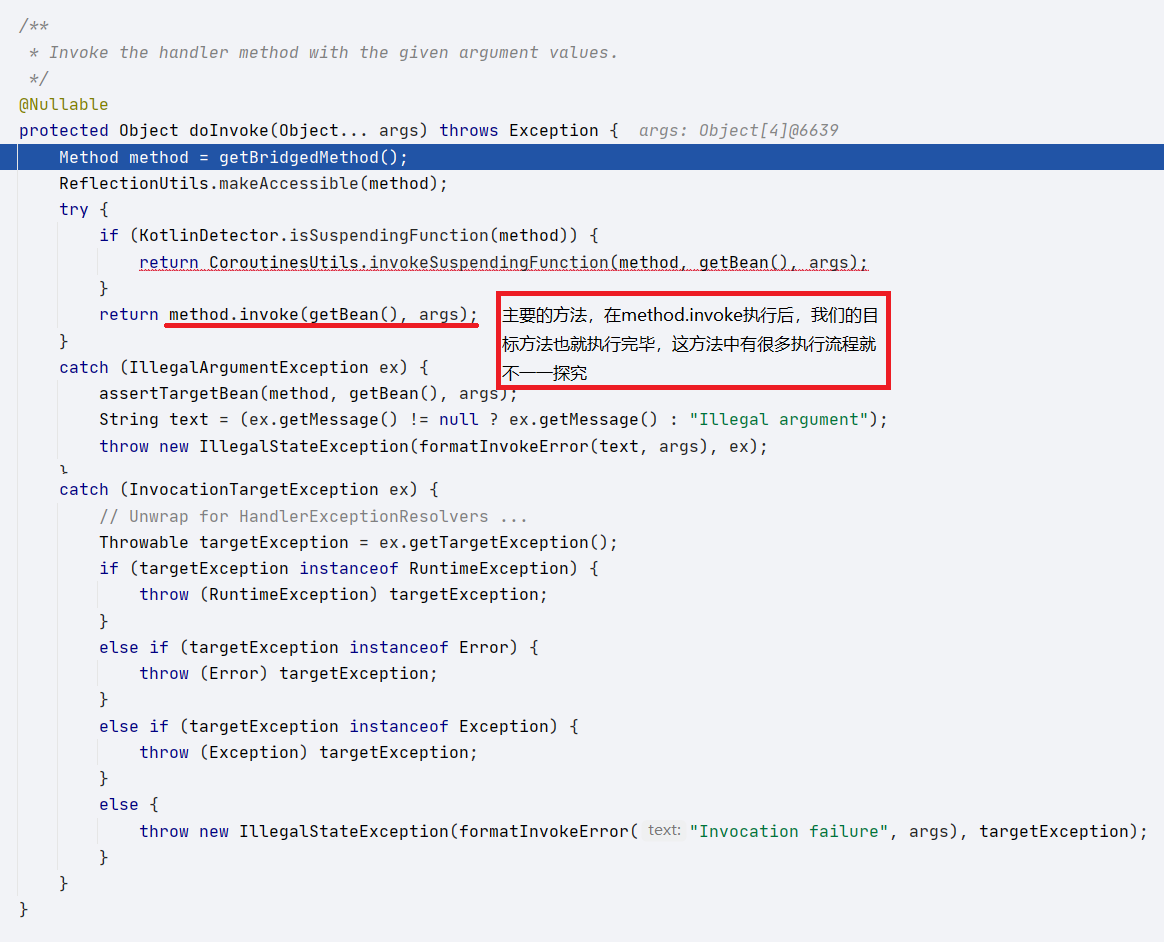 /**
 * Invoke the handler method with the given argument values.
 */
@Nullable
protected Object doInvoke(Object... args) throws Exception {  args: Object[4]@6639
    Method method = getBridgedMethod();
    ReflectionUtils.makeAccessible(method);
    try {
        if (KotlinDetector.isSuspendingFunction(method)) {
            return CoroutinesUtils.invokeSuspendingFunction(method, getBean(), args);
        }
        return method.invoke(getBean(), args);
主要的方法，在method.invoke执行后，我们的目
标方法也就执行完毕，这方法中有很多执行流程就
不一一探究
    }
    catch (IllegalArgumentException ex) {
        assertTargetBean(method, getBean(), args);
        String text = (ex.getMessage() != null ? ex.getMessage() : "Illegal argument");
        throw new IllegalStateException(formatInvokeError(text, args), ex);
    }
    catch (InvocationTargetException ex) {
        // Unwrap for HandlerExceptionResolvers ...
        Throwable targetException = ex.getTargetException();
        if (targetException instanceof RuntimeException) {
            throw (RuntimeException) targetException;
        }
        else if (targetException instanceof Error) {
            throw (Error) targetException;
        }
        else if (targetException instanceof Exception) {
            throw (Exception) targetException;
        }
        else {
            throw new IllegalStateException(formatInvokeError( text: "Invocation failure", args), targetException);
        }
    }
}